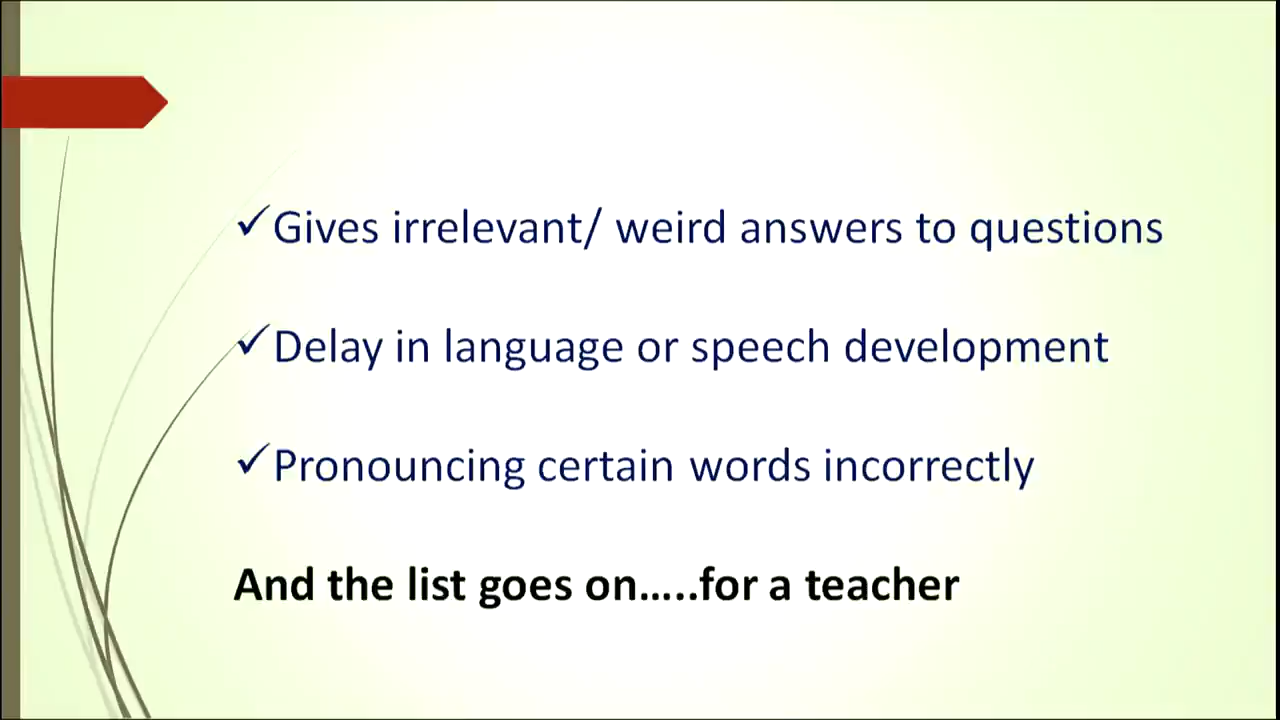 ✓Gives irrelevant/ weird answers to questions
✓Delay in language or speech development
✓Pronouncing certain words incorrectly
And the list goes on.....for a teacher